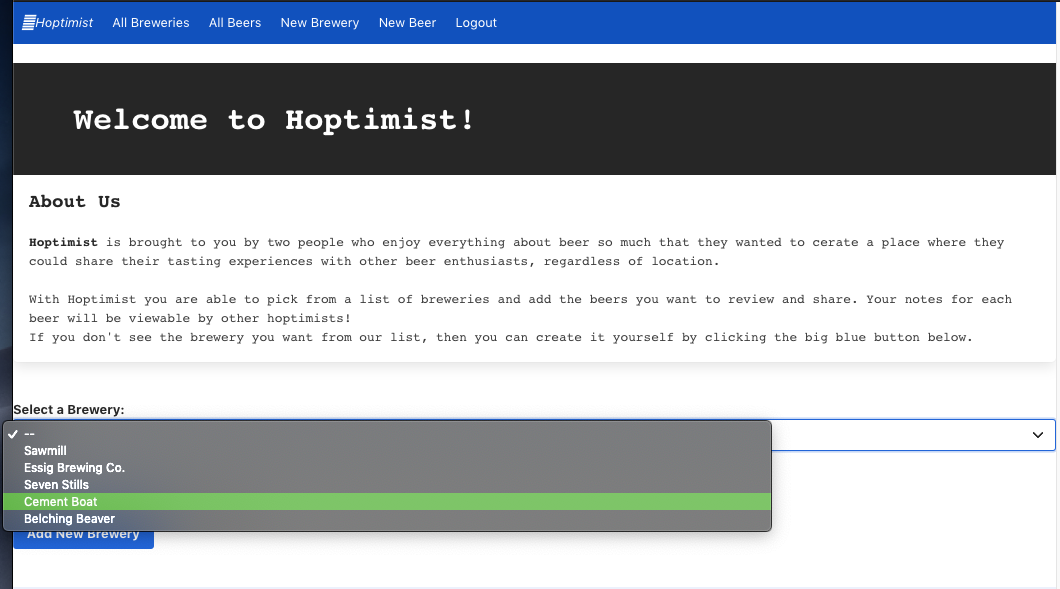 Hoptimist All Breweries All Beers New Brewery New Beer Logout
Welcome to Hoptimist!
About Us
Hoptimist is brought to you by two people who enjoy everything about beer so much that they wanted to cerate a place where they
could share their tasting experiences with other beer enthusiasts, regardless of location.
With Hoptimist you are able to pick from a list of breweries and add the beers you want to review and share. Your notes for each
beer will be viewable by other hoptimists!
If you don't see the brewery you want from our list, then you can create it yourself by clicking the big blue button below.
Select a Brewery:
--
Sawmill
Essig Brewing Co.
Seven Stills
Cement Boat
Belching Beaver
Add New Brewery